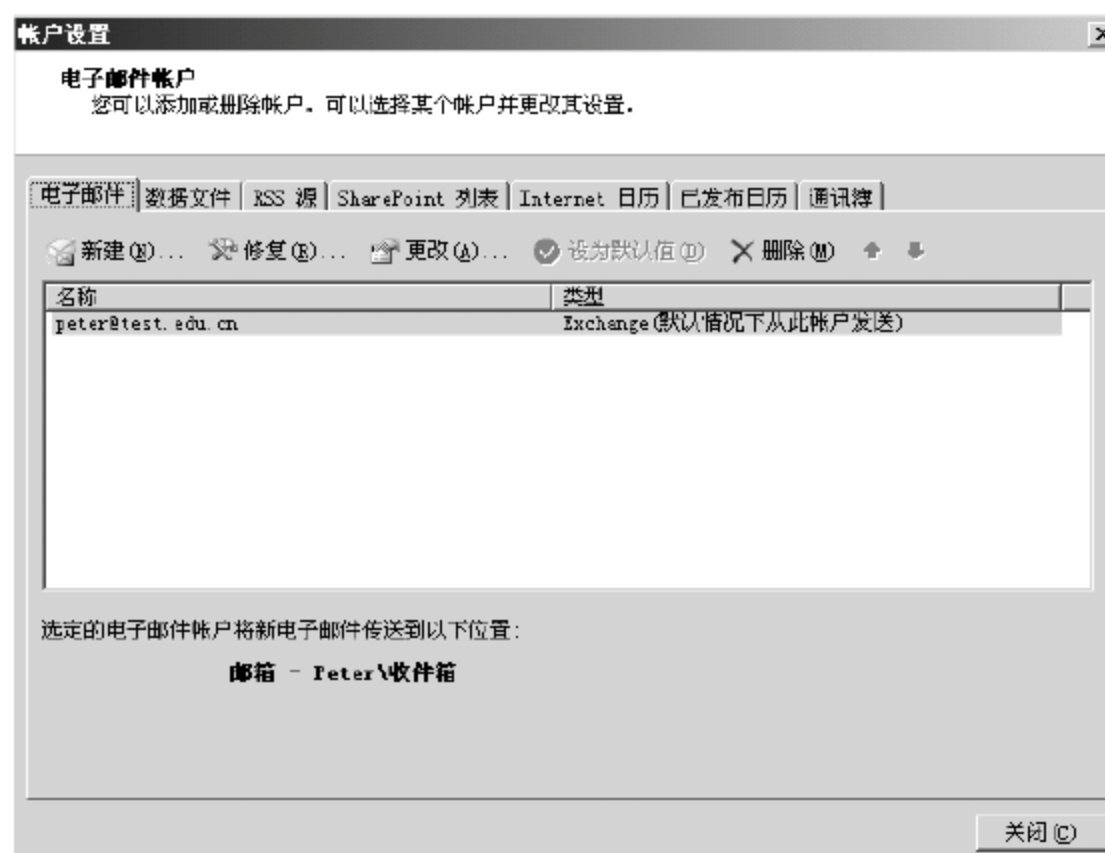 帐户设置
电子邮件帐户
您可以添加或删除帐户。可以选择某个帐户并更改其设置。
电子邮件 数据文件 RSS 源 SharePoint 列表 Internet 日历 已发布日历 通讯簿
新建(N)... 修复(R)... 更改(A)... 设为默认值(D) 删除(M)
名称 类型
peter@test.edu.cn Exchange(默认情况下从此帐户发送)
选定的电子邮件帐户将新电子邮件传送到以下位置:
邮箱 - Peter\收件箱
关闭(C)